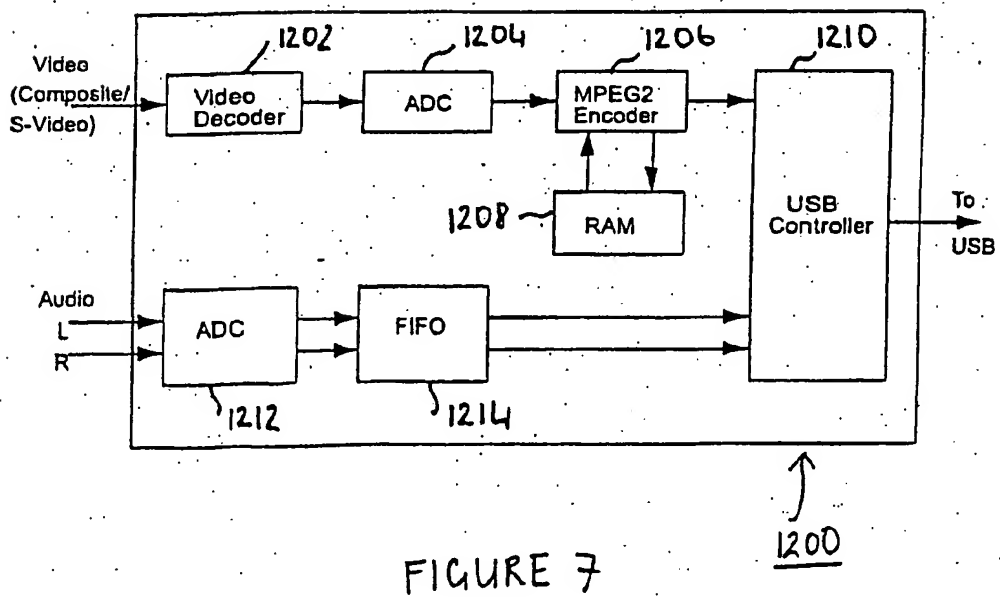 1202
1204
1206
1210
Video
(Composite/
S-Video)
Video
Decoder
ADC
MPEG2
Encoder
1208
RAM
USB
Controller
To
USB
Audio
L
R
ADC
FIFO
1212
1214
1200
FIGURE 7